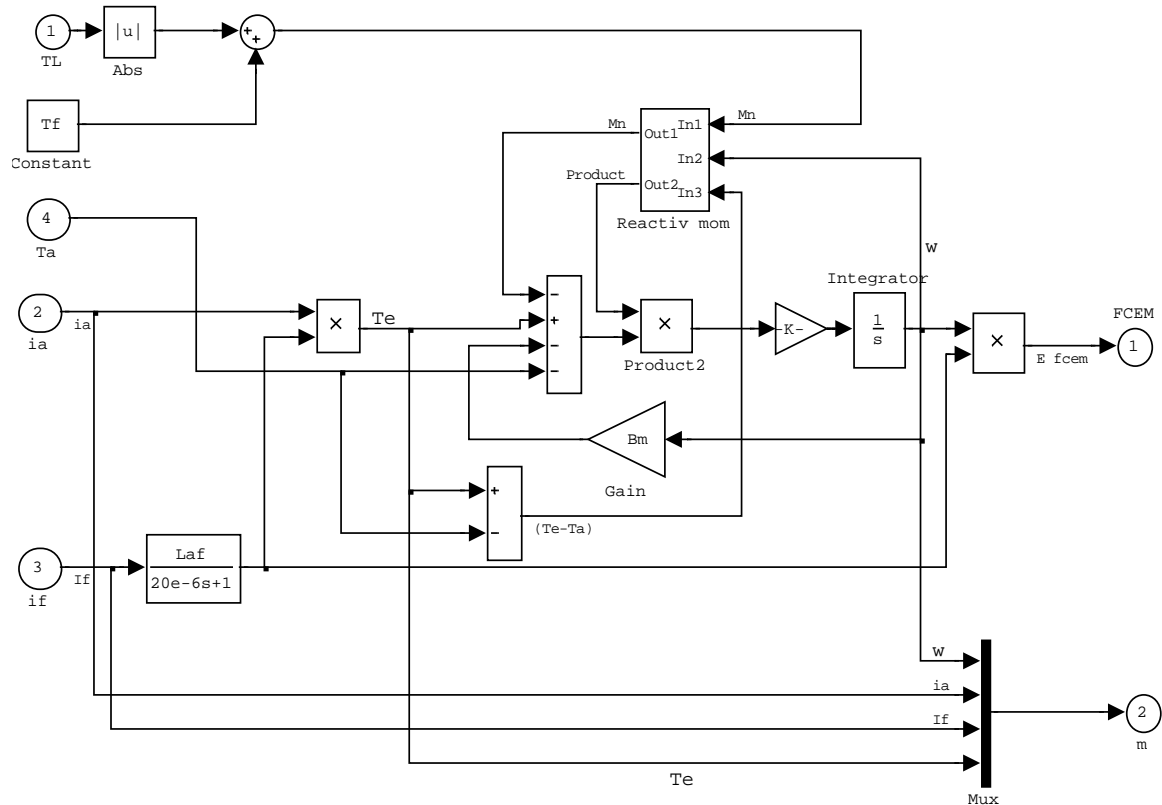 1
TL
|u|
Abs
+
+
Tf
Constant
4
Ta
2
ia
ia
×
Te
3
if
If
Laf
20e-6s+1
Mn
Mn
Out1
In1
In2
Product
Out2
In3
Reactiv mom
−
+
−
−
×
Product2
-K-
Integrator
1
s
W
×
E fcem
FCEM
1
Bm
Gain
+
−
(Te-Ta)
W
ia
If
Te
Mux
2
m